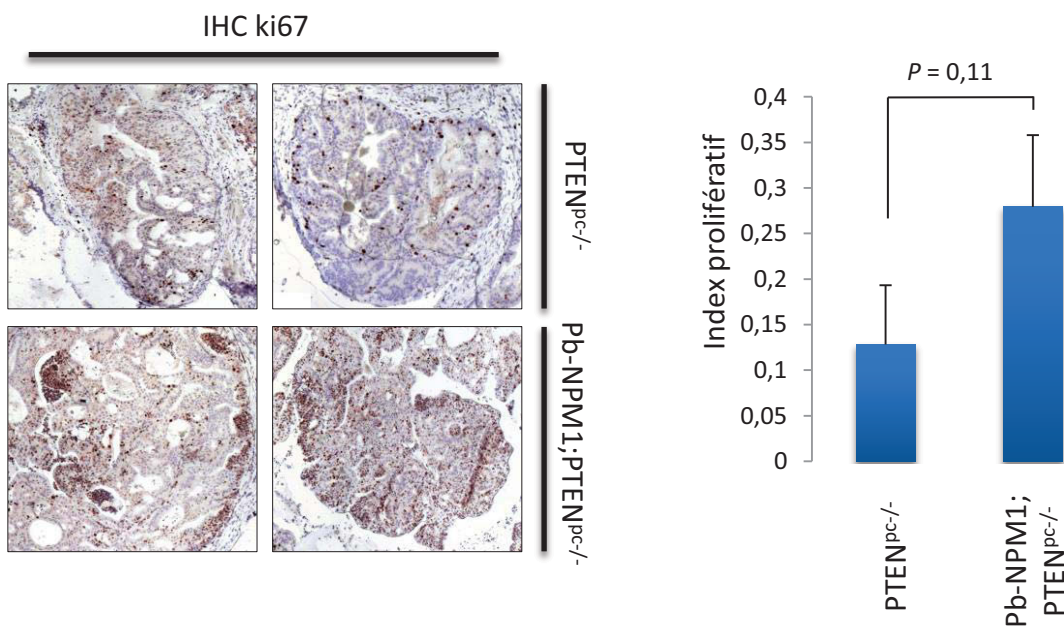 IHC ki67
PTENpc-/-
Pb-NPM1;PTENpc-/-
P = 0,11
Index prolifératif
0,4
0,35
0,3
0,25
0,2
0,15
0,1
0,05
0
PTENpc-/-
Pb-NPM1;
PTENpc-/-